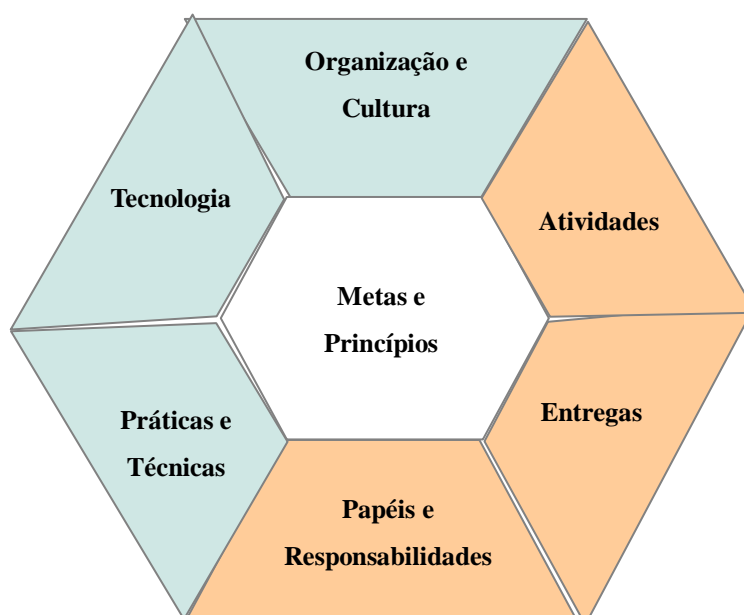 Organização e
Cultura
Tecnologia
Atividades
Metas e
Princípios
Práticas e
Técnicas
Entregas
Papéis e
Responsabilidades